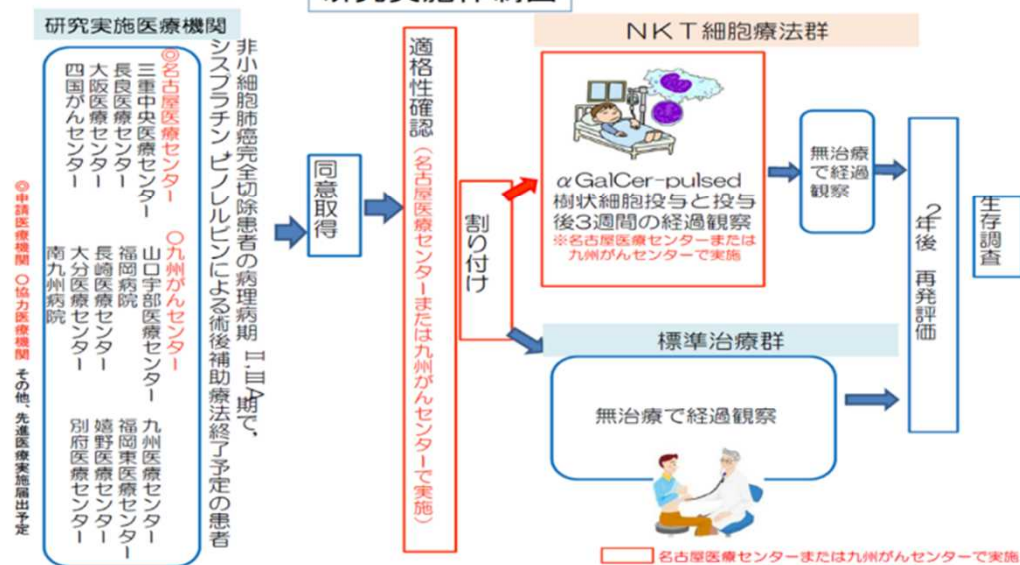 研究実施体制図
研究実施医療機関
◎名古屋医療センター
三重中央医療センター
長良医療センター
大阪医療センター
四国がんセンター
〇九州がんセンター
山口宇部医療センター
福岡病院
長崎医療センター
大分医療センター
南九州病院
九州医療センター
福岡東医療センター
嬉野医療センター
別府医療センター
◎申請医療機関 〇協力医療機関 その他、先進医療実施届出予定
非小細胞肺癌完全切除患者の病理病期 Ⅱ,ⅢA期で、
シスプラチン,ビノレルビンによる術後補助療法終了予定の患者
同意取得
適格性確認(名古屋医療センターまたは九州がんセンターで実施)
割り付け
NKT細胞療法群
αGalCer-pulsed
樹状細胞投与と投与
後3週間の経過観察
※名古屋医療センターまたは
九州がんセンターで実施
無治療
で経過
観察
標準治療群
無治療で経過観察
2年後 再発評価
生存調査
名古屋医療センターまたは九州がんセンターで実施